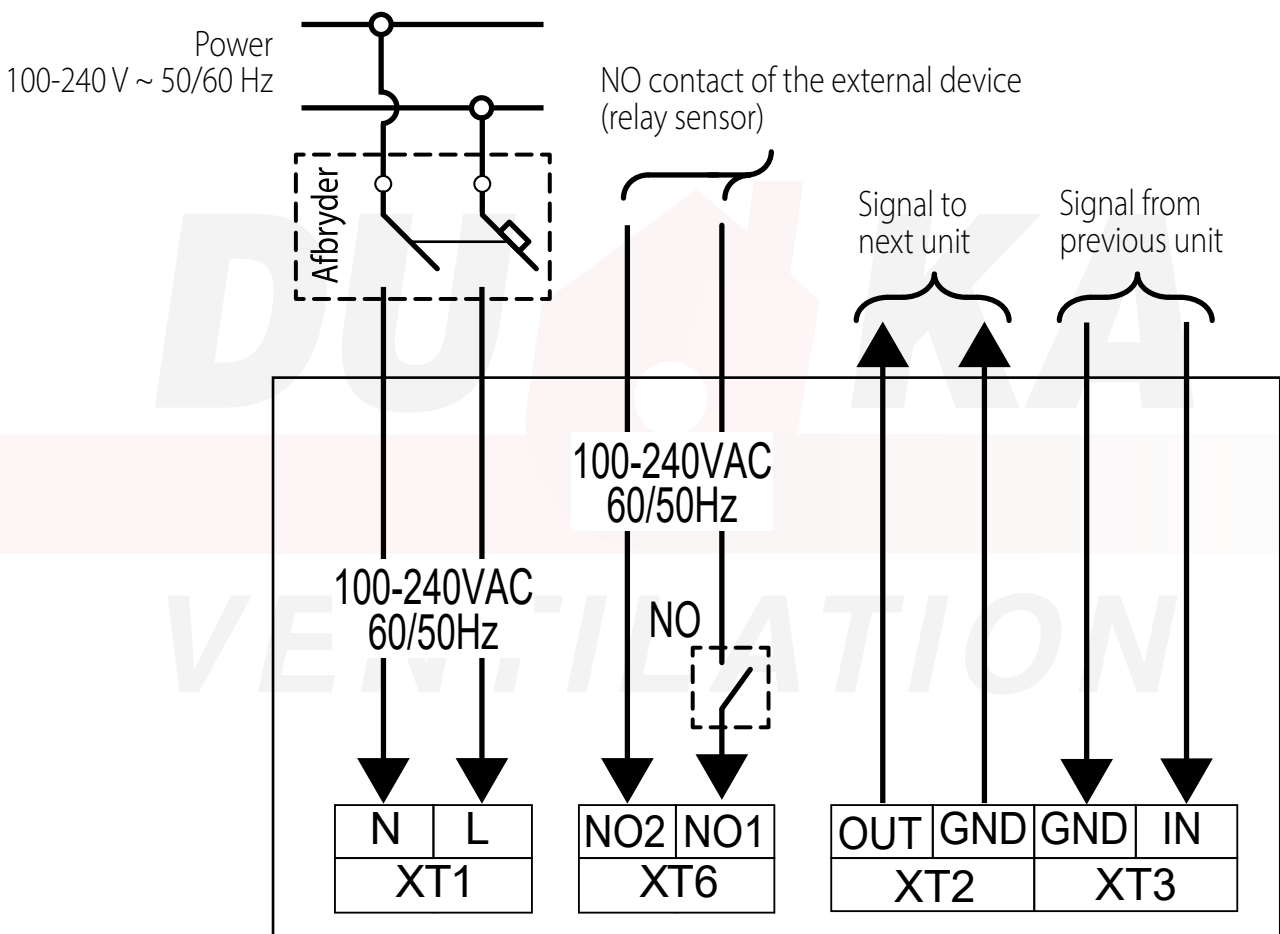 Power
100-240 V ~ 50/60 Hz
NO contact of the external device
(relay sensor)
Afbryder
Signal to
next unit
Signal from
previous unit
DUKA
VENTILATION
100-240VAC
60/50Hz
100-240VAC
60/50Hz
NO
N L
XT1
NO2 NO1
XT6
OUT GND GND IN
XT2 XT3